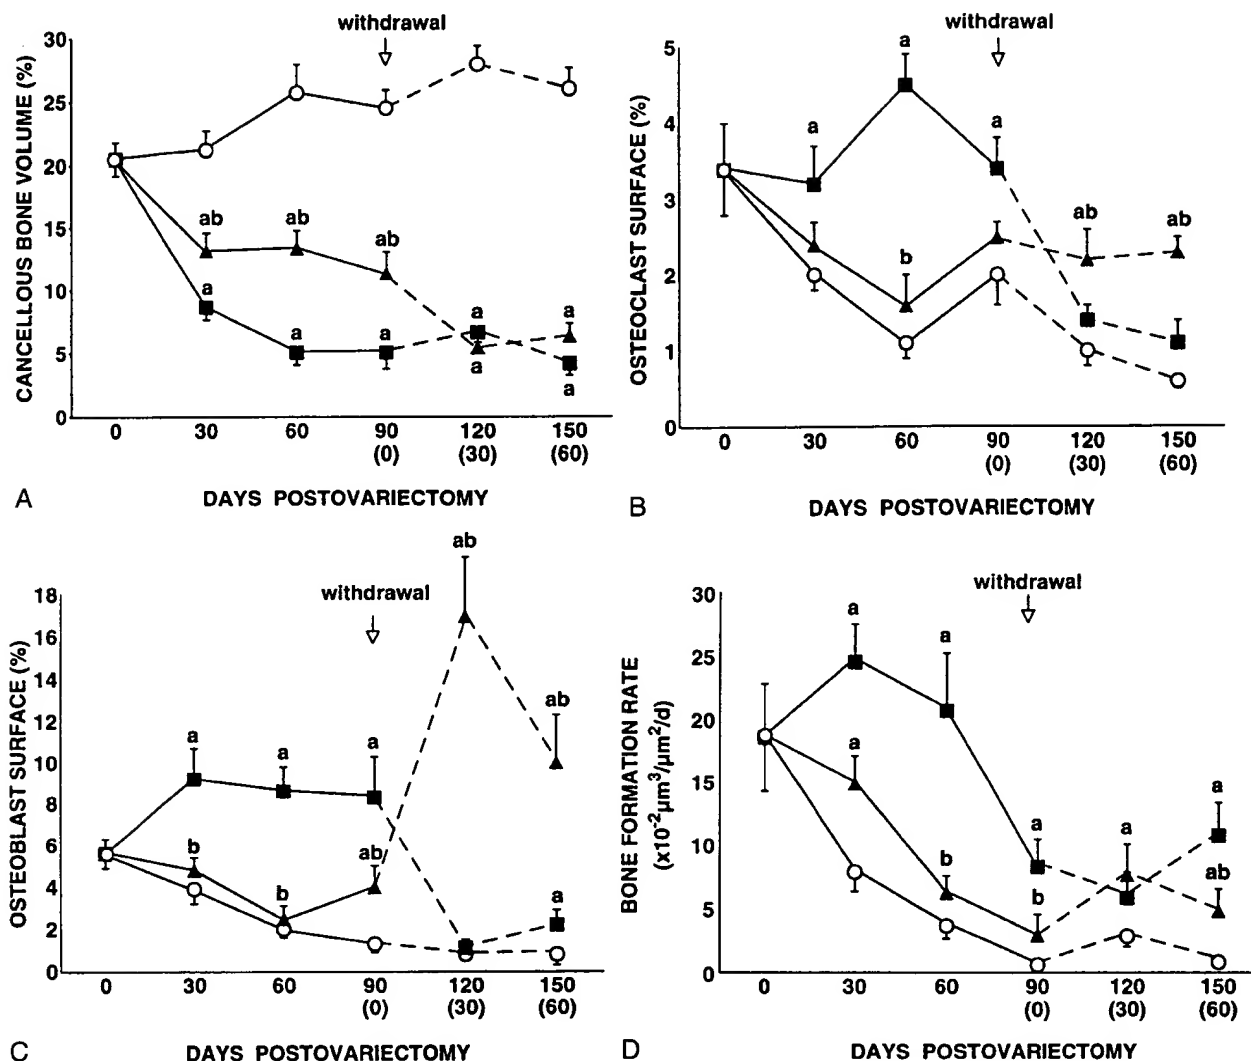 withdrawal
CANCELLOUS BONE VOLUME (%)
30
25
20
15
10
5
0
ab
ab
ab
a
a
a
a
a
a
a
0 30 60 90 120 150
(0) (30) (60)
A DAYS POSTOVARIECTOMY
withdrawal
OSTEOCLAST SURFACE (%)
5
4
3
2
1
0
a
a
a
b
ab
ab
0 30 60 90 120 150
(0) (30) (60)
B DAYS POSTOVARIECTOMY
withdrawal
OSTEOBLAST SURFACE (%)
18
16
14
12
10
8
6
4
2
0
a
a
a
b
b
ab
ab
ab
a
0 30 60 90 120 150
(0) (30) (60)
C DAYS POSTOVARIECTOMY
withdrawal
BONE FORMATION RATE
(x10⁻²μm³/μm²/d)
30
25
20
15
10
5
0
a
a
a
b
a
b
a
a
ab
0 30 60 90 120 150
(0) (30) (60)
D DAYS POSTOVARIECTOMY